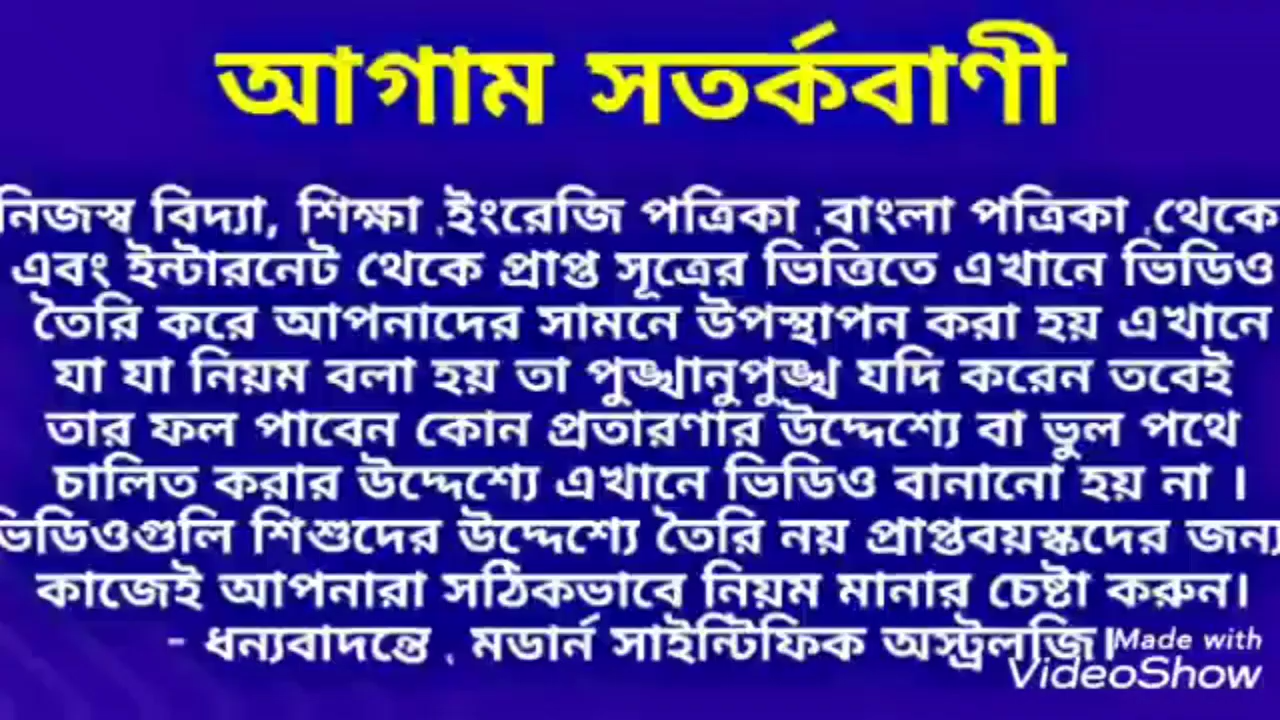 আগাম সতর্কবাণী
নিজস্ব বিদ্যা, শিক্ষা ,ইংরেজি পত্রিকা ,বাংলা পত্রিকা ,থেকে
এবং ইন্টারনেট থেকে প্রাপ্ত সূত্রের ভিত্তিতে এখানে ভিডিও
তৈরি করে আপনাদের সামনে উপস্থাপন করা হয় এখানে
যা যা নিয়ম বলা হয় তা পুঙ্খানুপুঙ্খ যদি করেন তবেই
তার ফল পাবেন কোন প্রতারণার উদ্দেশ্যে বা ভুল পথে
চালিত করার উদ্দেশ্যে এখানে ভিডিও বানানো হয় না ।
ভিডিওগুলি শিশুদের উদ্দেশ্যে তৈরি নয় প্রাপ্তবয়স্কদের জন্য
কাজেই আপনারা সঠিকভাবে নিয়ম মানার চেষ্টা করুন।
- ধন্যবাদন্তে , মডার্ন সাইন্টিফিক অস্ট্রলজি।
Made with
VideoShow